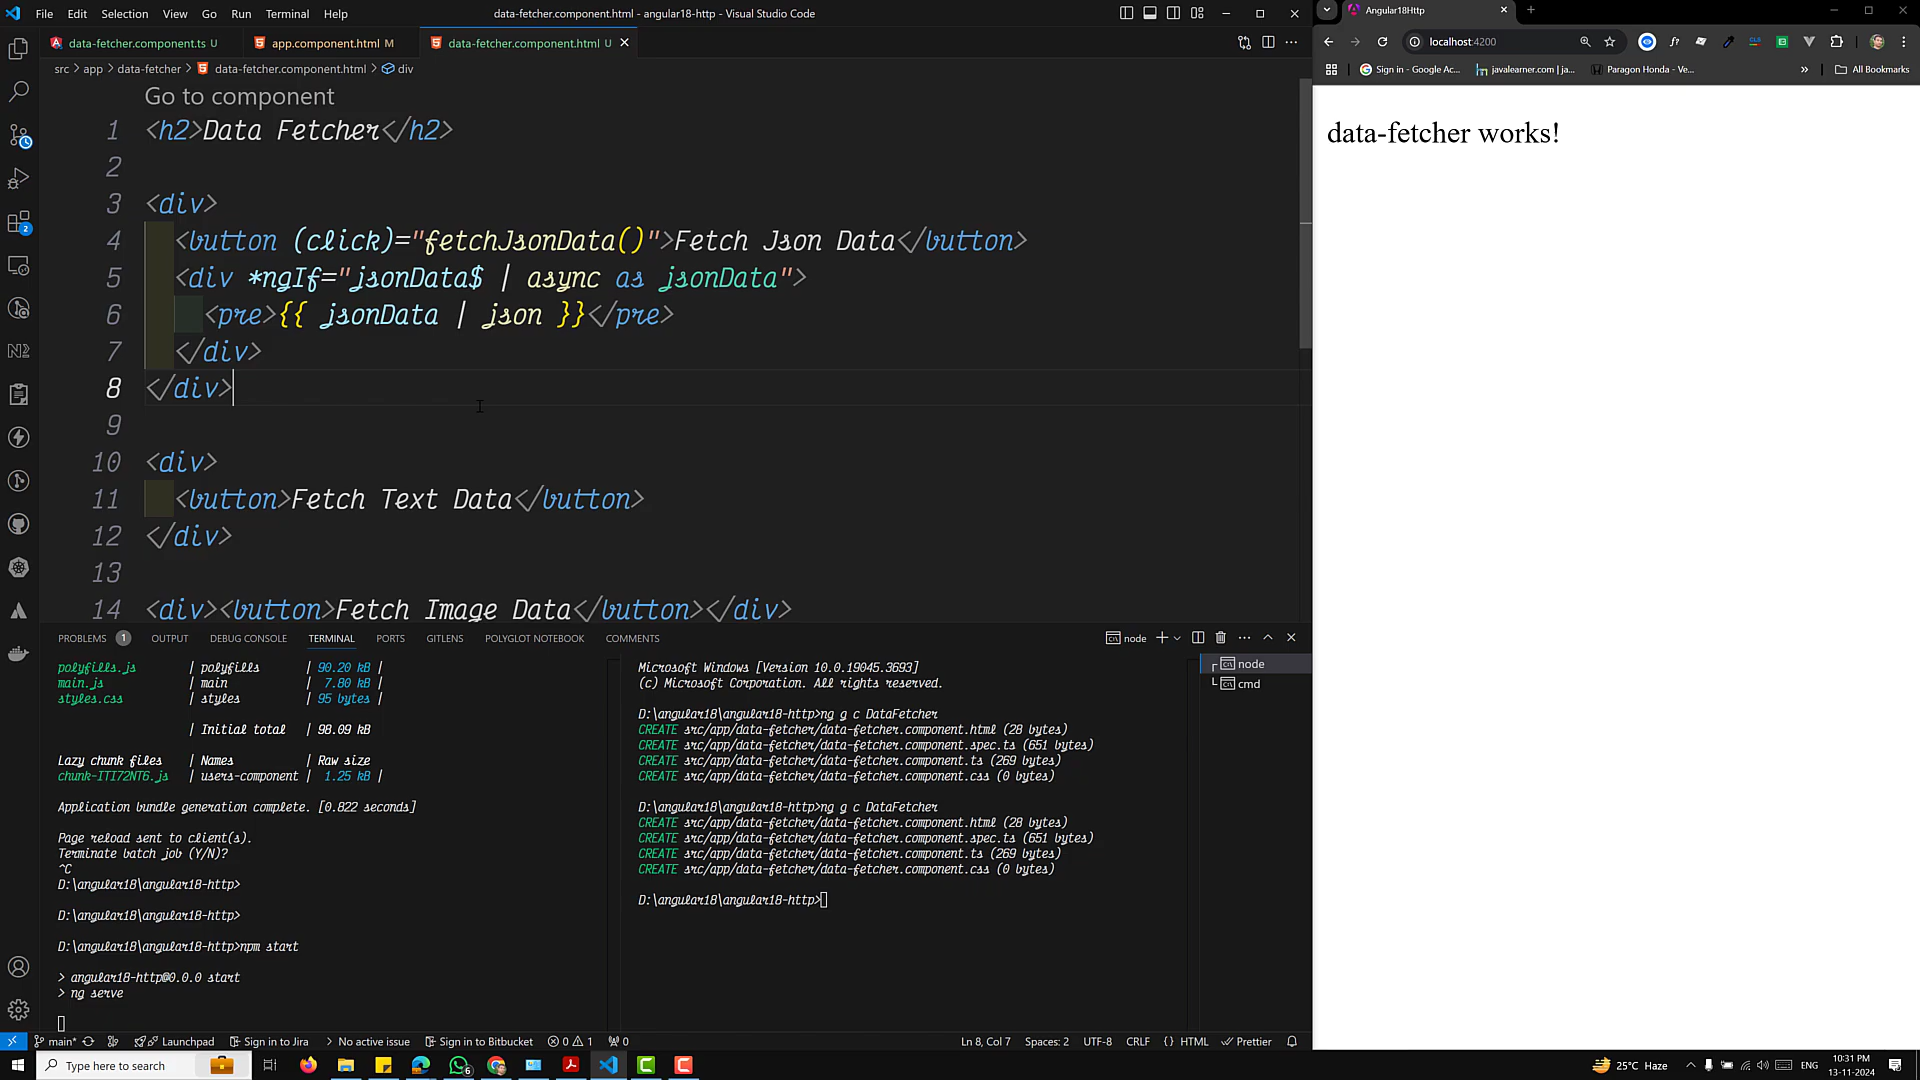 File Edit Selection View Go Run Terminal Help
data-fetcher.component.html - angular18-http - Visual Studio Code
data-fetcher.component.ts U
app.component.html M
data-fetcher.component.html U
src > app > data-fetcher > data-fetcher.component.html > div
Go to component
1 <h2>Data Fetcher</h2>
2
3 <div>
4 <button (click)="fetchJsonData()">Fetch Json Data</button>
5 <div *ngIf="jsonData$ | async as jsonData">
6 <pre>{{ jsonData | json }}</pre>
7 </div>
8 </div>
9
10 <div>
11 <button>Fetch Text Data</button>
12 </div>
13
14 <div><button>Fetch Image Data</button></div>
PROBLEMS 1 OUTPUT DEBUG CONSOLE TERMINAL PORTS GITLENS POLYGLOT NOTEBOOK COMMENTS
node
polyfills.js | polyfills | 90.20 kB |
main.js | main | 7.80 kB |
styles.css | styles | 95 bytes |
| Initial total | 98.09 kB
Lazy chunk files | Names | Raw size
chunk-ITI72NT6.js | users-component | 1.25 kB |
Application bundle generation complete. [0.822 seconds]
Page reload sent to client(s).
Terminate batch job (Y/N)?
^C
D:\angular18\angular18-http>
D:\angular18\angular18-http>
D:\angular18\angular18-http>npm start
> angular18-http@0.0.0 start
> ng serve
Microsoft Windows [Version 10.0.19045.3693]
(c) Microsoft Corporation. All rights reserved.
D:\angular18\angular18-http>ng g c DataFetcher
CREATE src/app/data-fetcher/data-fetcher.component.html (28 bytes)
CREATE src/app/data-fetcher/data-fetcher.component.spec.ts (651 bytes)
CREATE src/app/data-fetcher/data-fetcher.component.ts (269 bytes)
CREATE src/app/data-fetcher/data-fetcher.component.css (0 bytes)
D:\angular18\angular18-http>ng g c DataFetcher
CREATE src/app/data-fetcher/data-fetcher.component.html (28 bytes)
CREATE src/app/data-fetcher/data-fetcher.component.spec.ts (651 bytes)
CREATE src/app/data-fetcher/data-fetcher.component.ts (269 bytes)
CREATE src/app/data-fetcher/data-fetcher.component.css (0 bytes)
D:\angular18\angular18-http>
node
cmd
main* Launchpad Sign in to Jira No active issue Sign in to Bitbucket 0 1 0
Ln 8, Col 7 Spaces: 2 UTF-8 CRLF {} HTML Prettier
Angular18Http
localhost:4200
Sign in - Google Ac...
javalearner.com | ja...
Paragon Honda - Ve...
» All Bookmarks
data-fetcher works!
Type here to search
6
25°C Haze
ENG
10:31 PM
13-11-2024